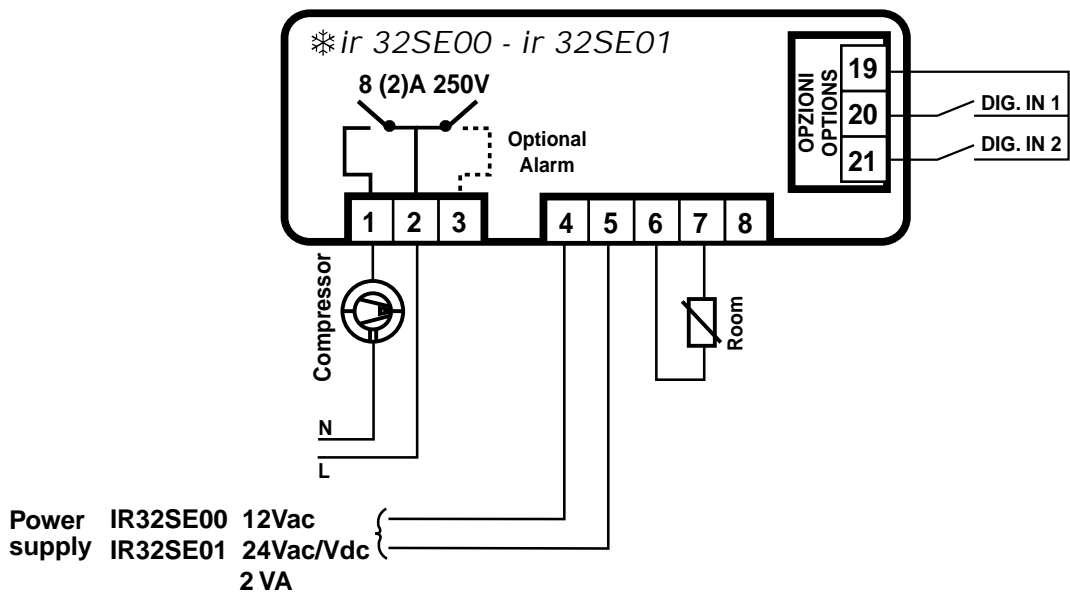 ir 32SE00 - ir 32SE01
8 (2)A 250V
Optional
Alarm
OPZIONI
OPTIONS
19
20
21
DIG. IN 1
DIG. IN 2
1 2 3
4 5 6 7 8
Compressor
Room
N
L
Power supply
IR32SE00 12Vac
IR32SE01 24Vac/Vdc
2 VA